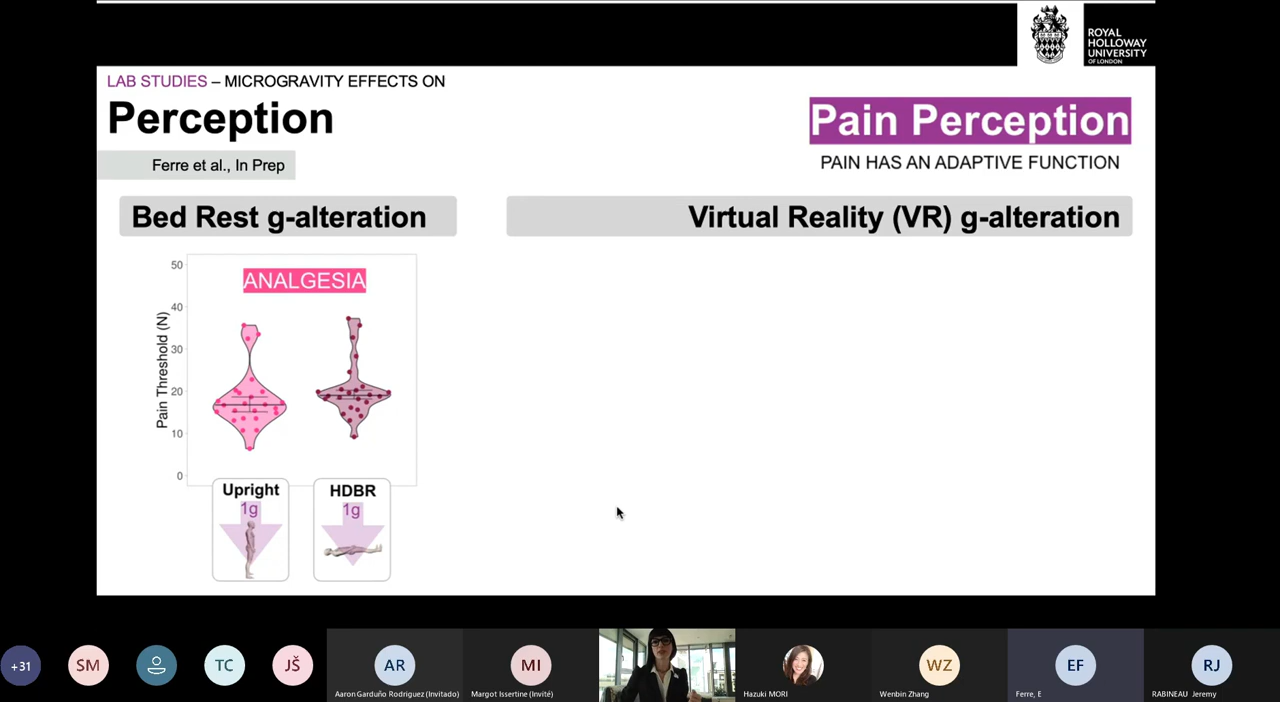 ROYAL
HOLLOWAY
UNIVERSITY
OF LONDON
LAB STUDIES – MICROGRAVITY EFFECTS ON
Perception
Pain Perception
Ferre et al., In Prep
PAIN HAS AN ADAPTIVE FUNCTION
Bed Rest g-alteration
Virtual Reality (VR) g-alteration
ANALGESIA
Pain Threshold (N)
50
40
30
20
10
0
Upright
HDBR
1g
1g
+31
SM
TC
JŠ
AR
MI
WZ
EF
RJ
Aaron Garduño Rodriguez (Invitado)
Margot Issertine (Invité)
Hazuki MORI
Wenbin Zhang
Ferre, E
RABINEAU Jeremy